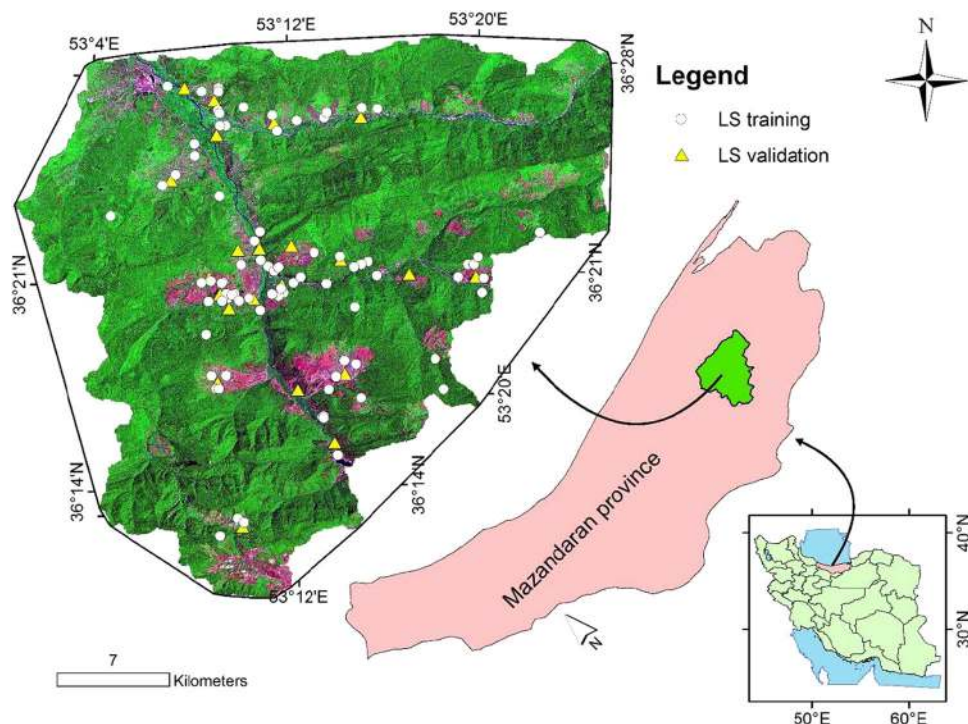 53°4'E
53°12'E
53°20'E
N
36°28'N
Legend
LS training
LS validation
36°21'N
36°21'N
53°20'E
36°14'N
36°14'N
53°12'E
Mazandaran province
N
7
Kilometers
40°N
30°N
50°E
60°E